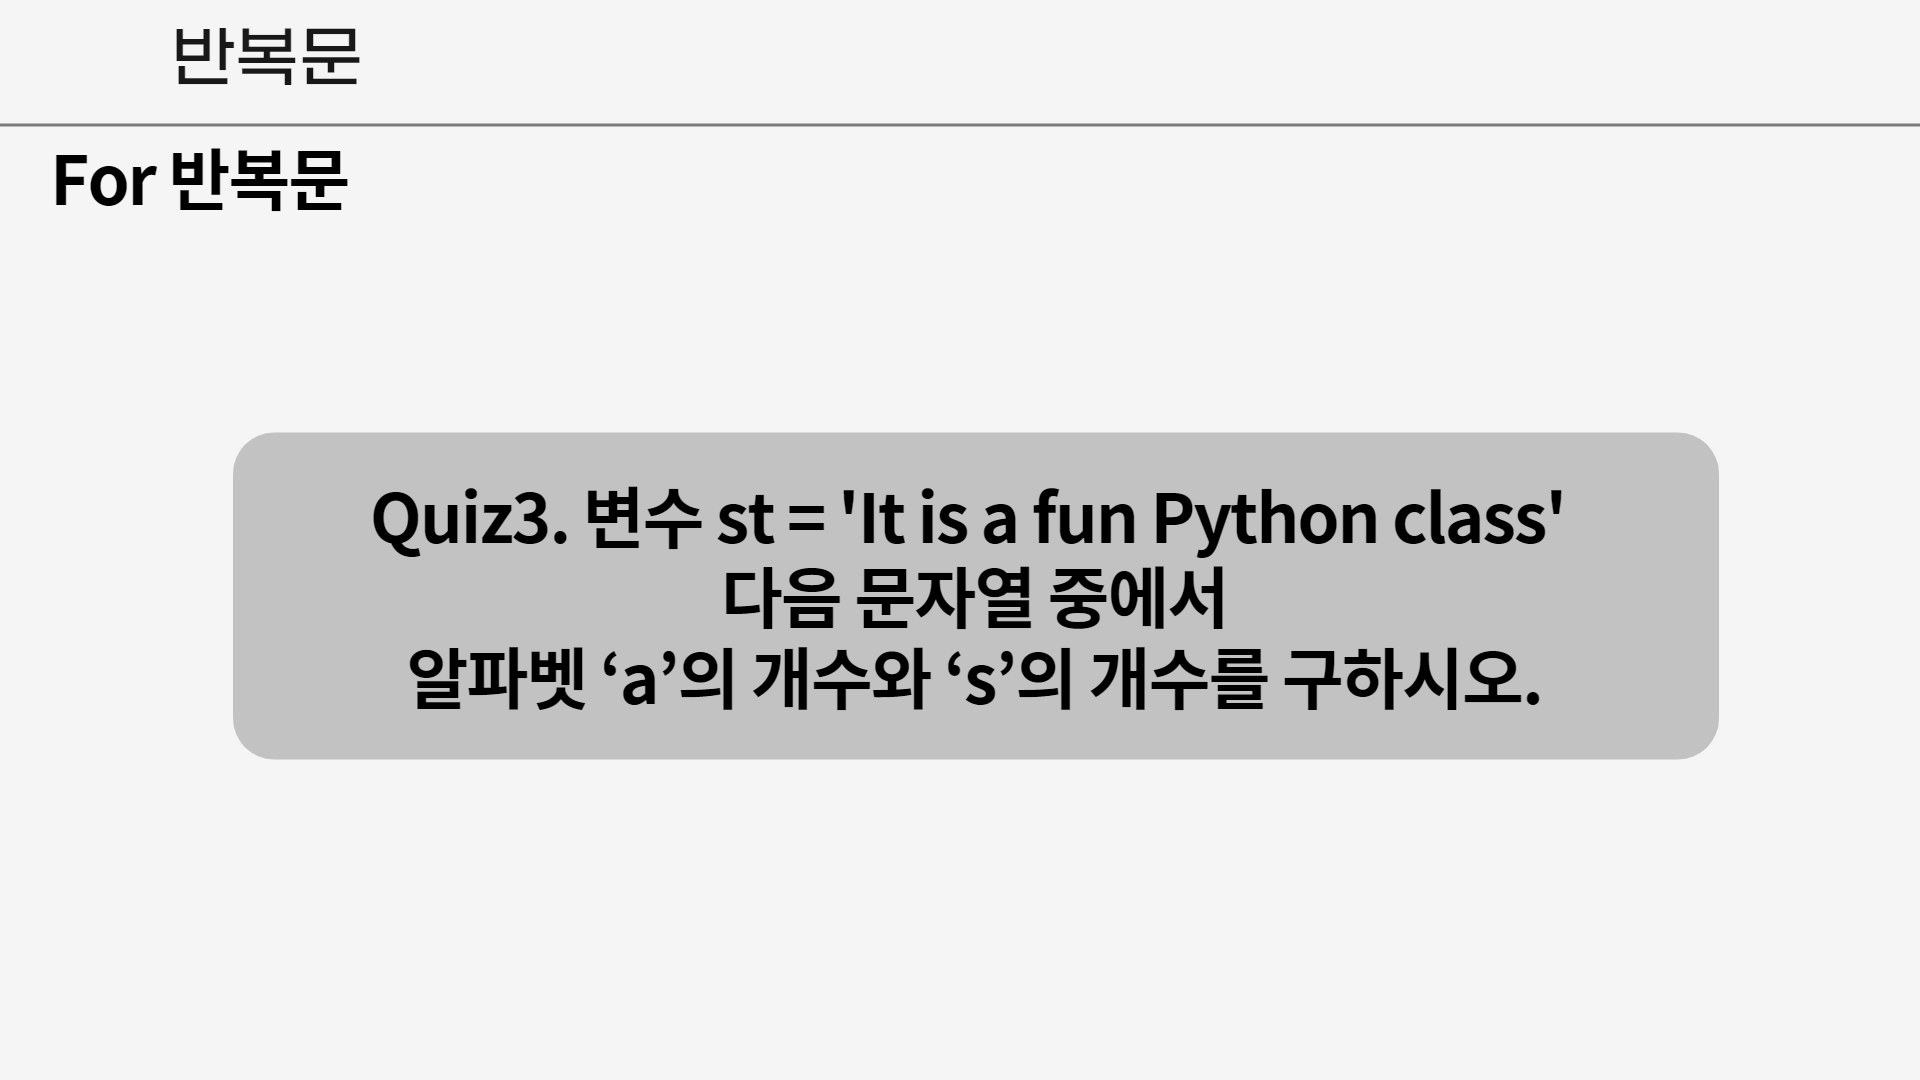 반복문
For 반복문
Quiz3. 변수 st = 'It is a fun Python class'
다음 문자열 중에서
알파벳 ‘a’의 개수와 ‘s’의 개수를 구하시오.